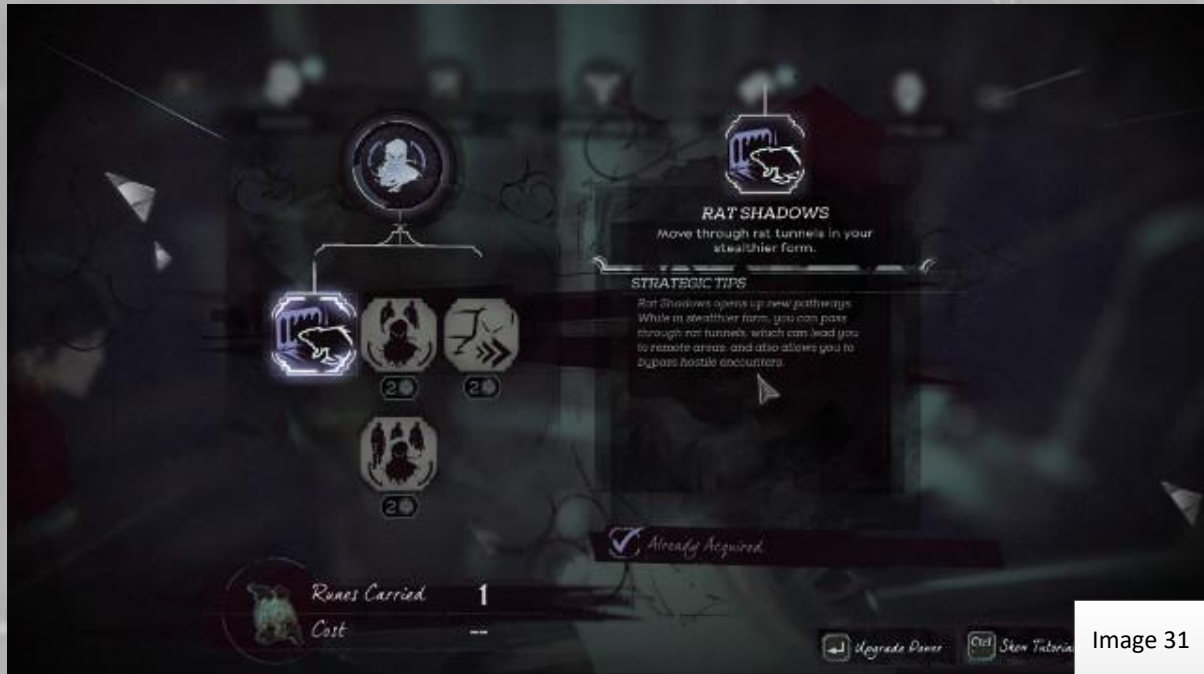 RAT SHADOWS
Move through rat tunnels in your
stealthier form.
STRATEGIC TIPS
Rat Shadows opens up new pathways.
While in stealthier form, you can pass
through rat tunnels, which can lead you
to remote areas, and also allows you to
bypass hostile encounters.
2
2
2
Already Acquired
Runes Carried 1
Cost --
Upgrade Power
Ctrl Show Tutorial
Image 31